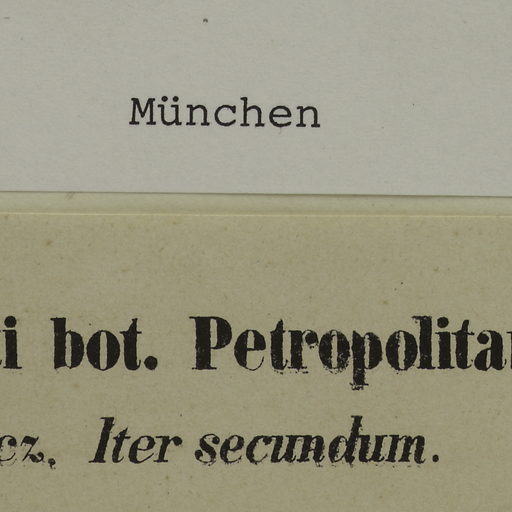 München
bot. Petropolita
cz. Iter secundum.